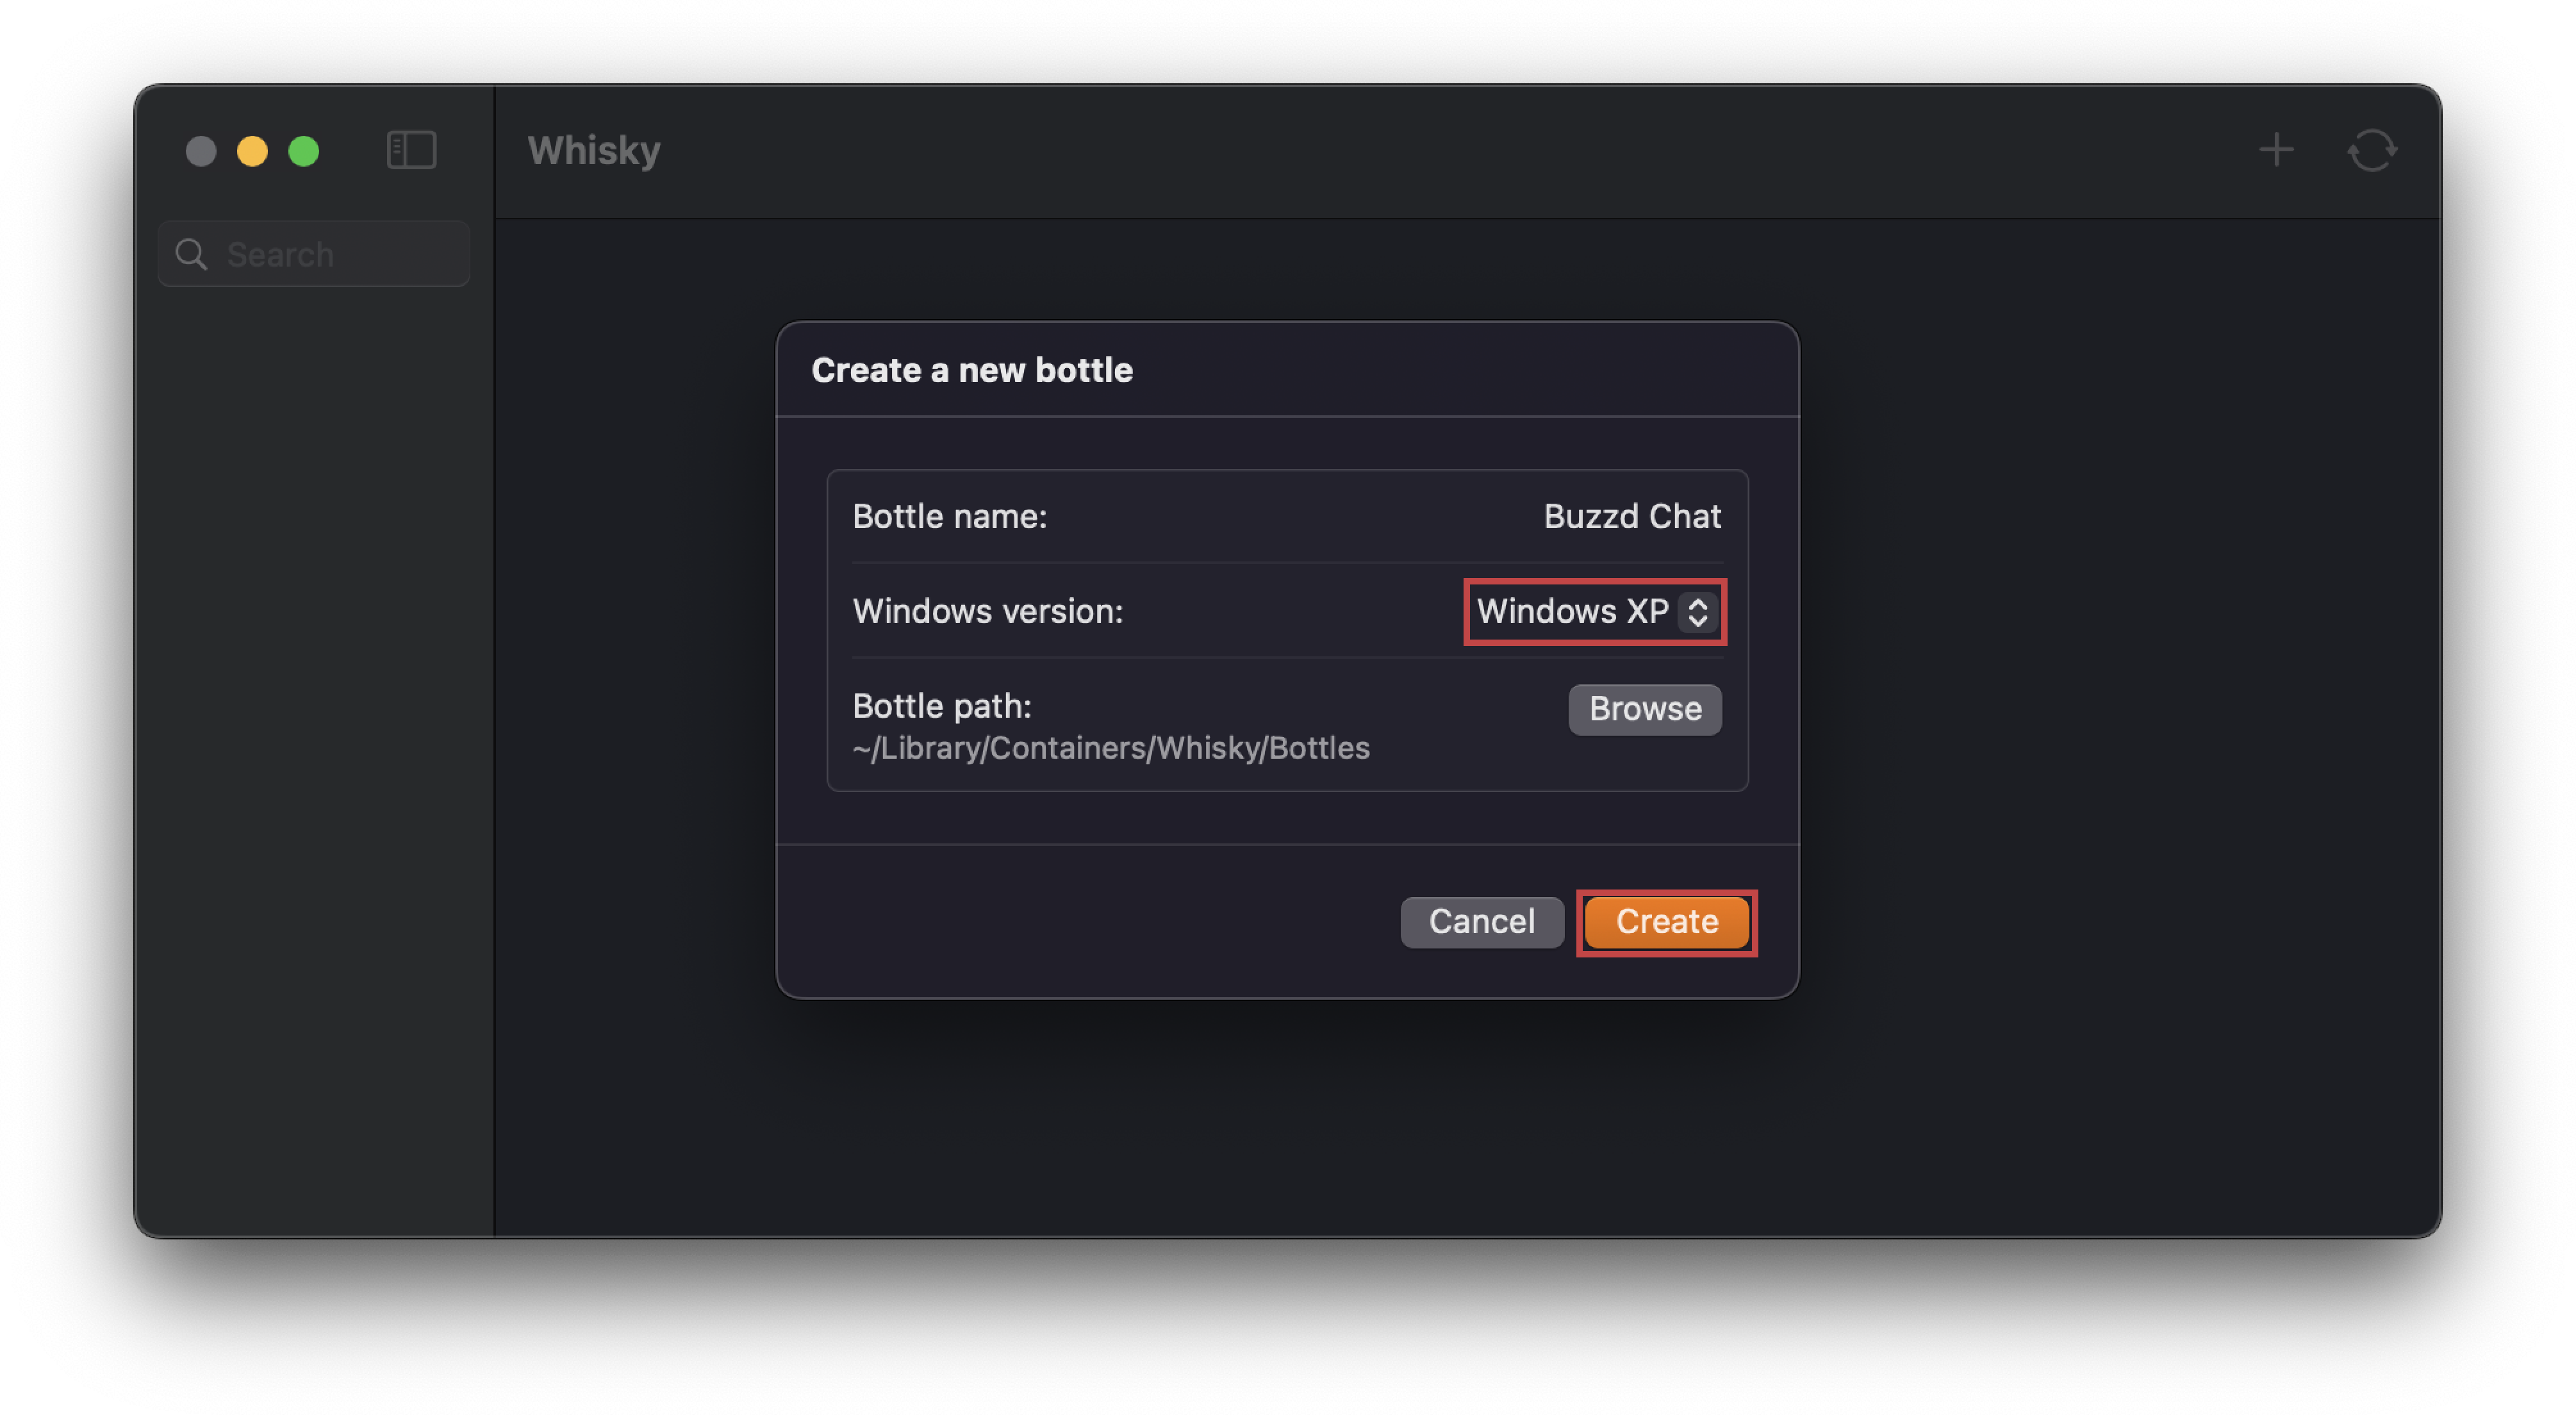 Whisky
Search
Create a new bottle
Bottle name: Buzzd Chat
Windows version: Windows XP
Bottle path: Browse
~/Library/Containers/Whisky/Bottles
Cancel Create